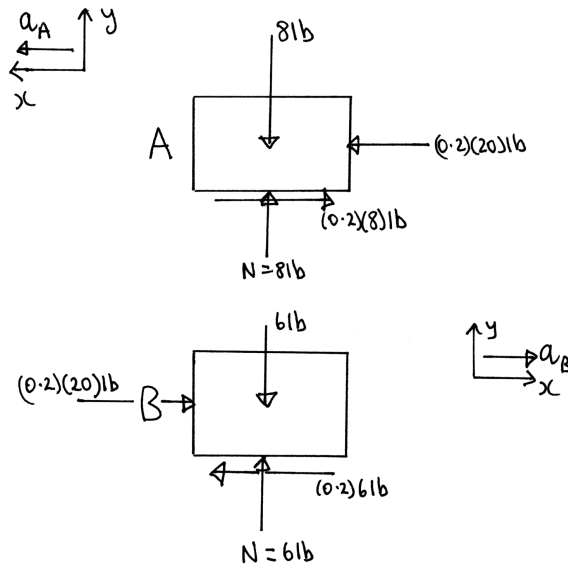 a_A
y
x
8lb
A
(0.2)(20)lb
(0.2)(8)lb
N=8lb
6lb
(0.2)(20)lb
B
y
a_B
x
(0.2)6lb
N=6lb